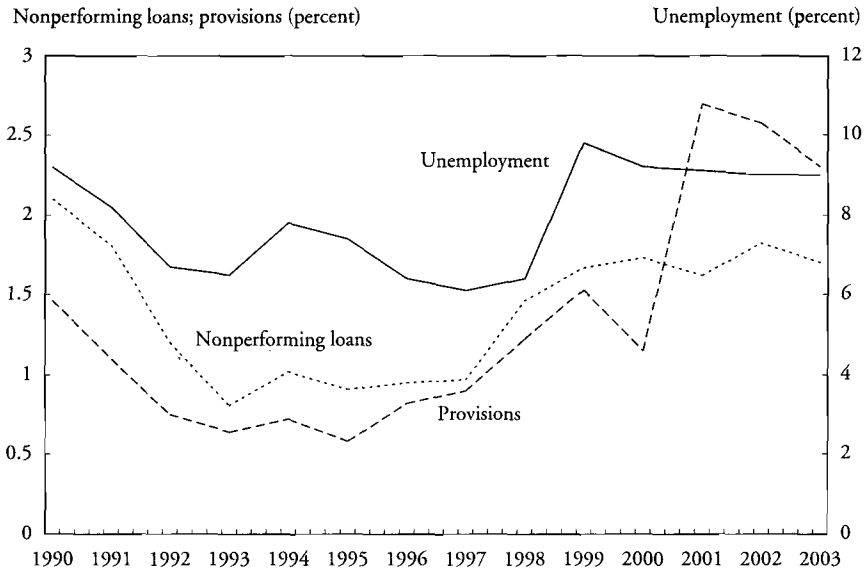 Nonperforming loans; provisions (percent) Unemployment (percent)
3 12
2.5 10
Unemployment
2 8
1.5 6
Nonperforming loans
1 4
Provisions
0.5 2
0 0
1990 1991 1992 1993 1994 1995 1996 1997 1998 1999 2000 2001 2002 2003